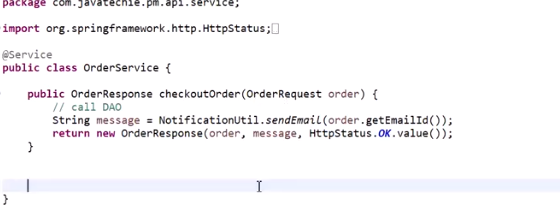 package com.javatechie.pm.api.service;
import org.springframework.http.HttpStatus;
@Service
public class OrderService {
public OrderResponse checkoutOrder(OrderRequest order) {
// call DAO
String message = NotificationUtil.sendEmail(order.getEmailId());
return new OrderResponse(order, message, HttpStatus.OK.value());
}
}